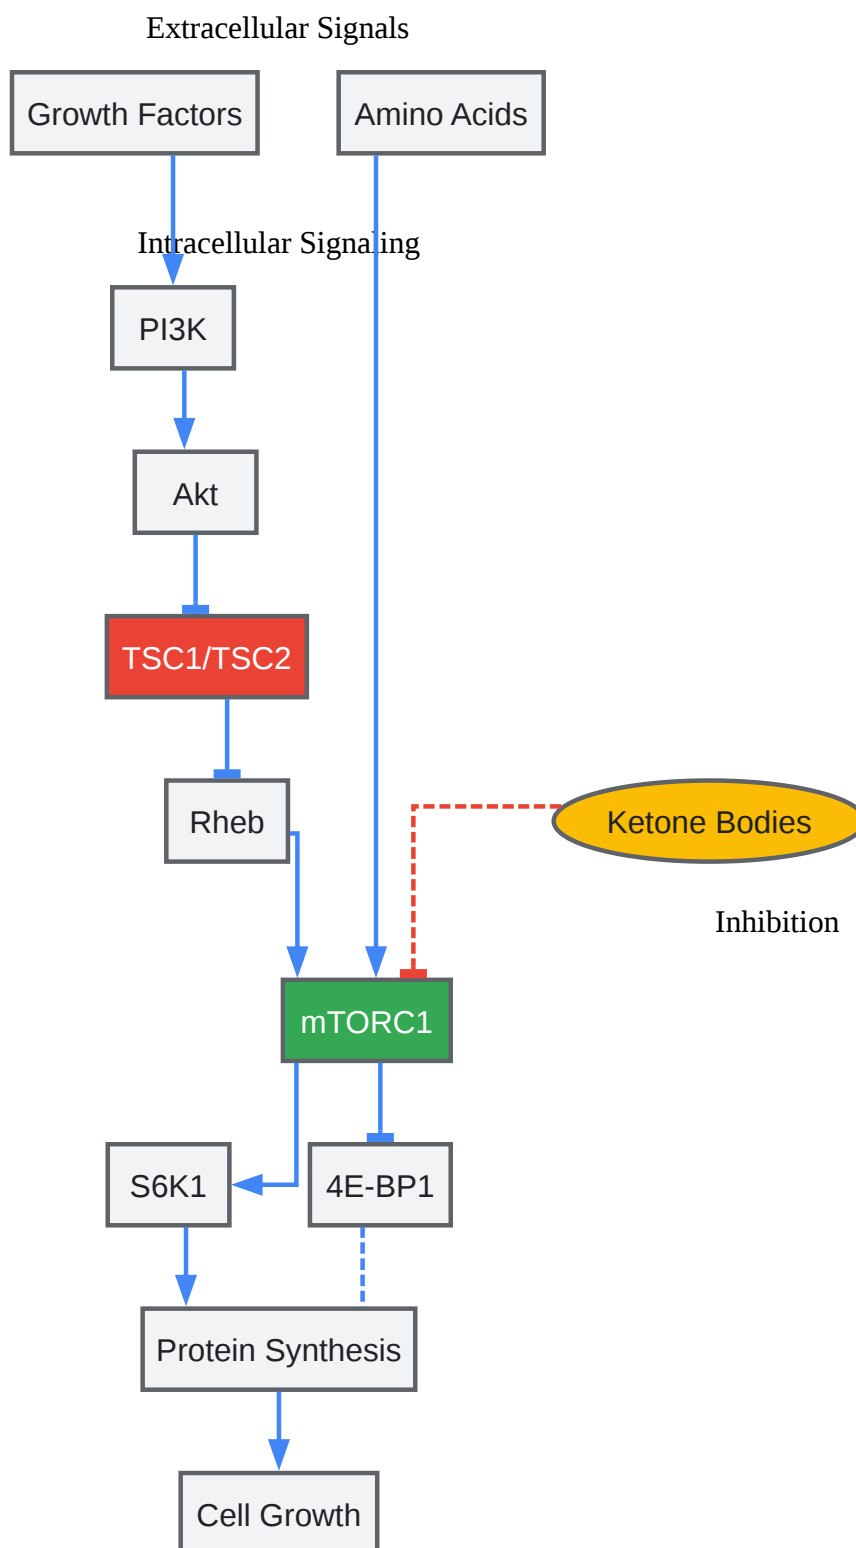 Extracellular Signals
Growth Factors
Amino Acids
Intracellular Signaling
PI3K
Akt
TSC1/TSC2
Rheb
Ketone Bodies
Inhibition
mTORC1
S6K1
4E-BP1
Protein Synthesis
Cell Growth